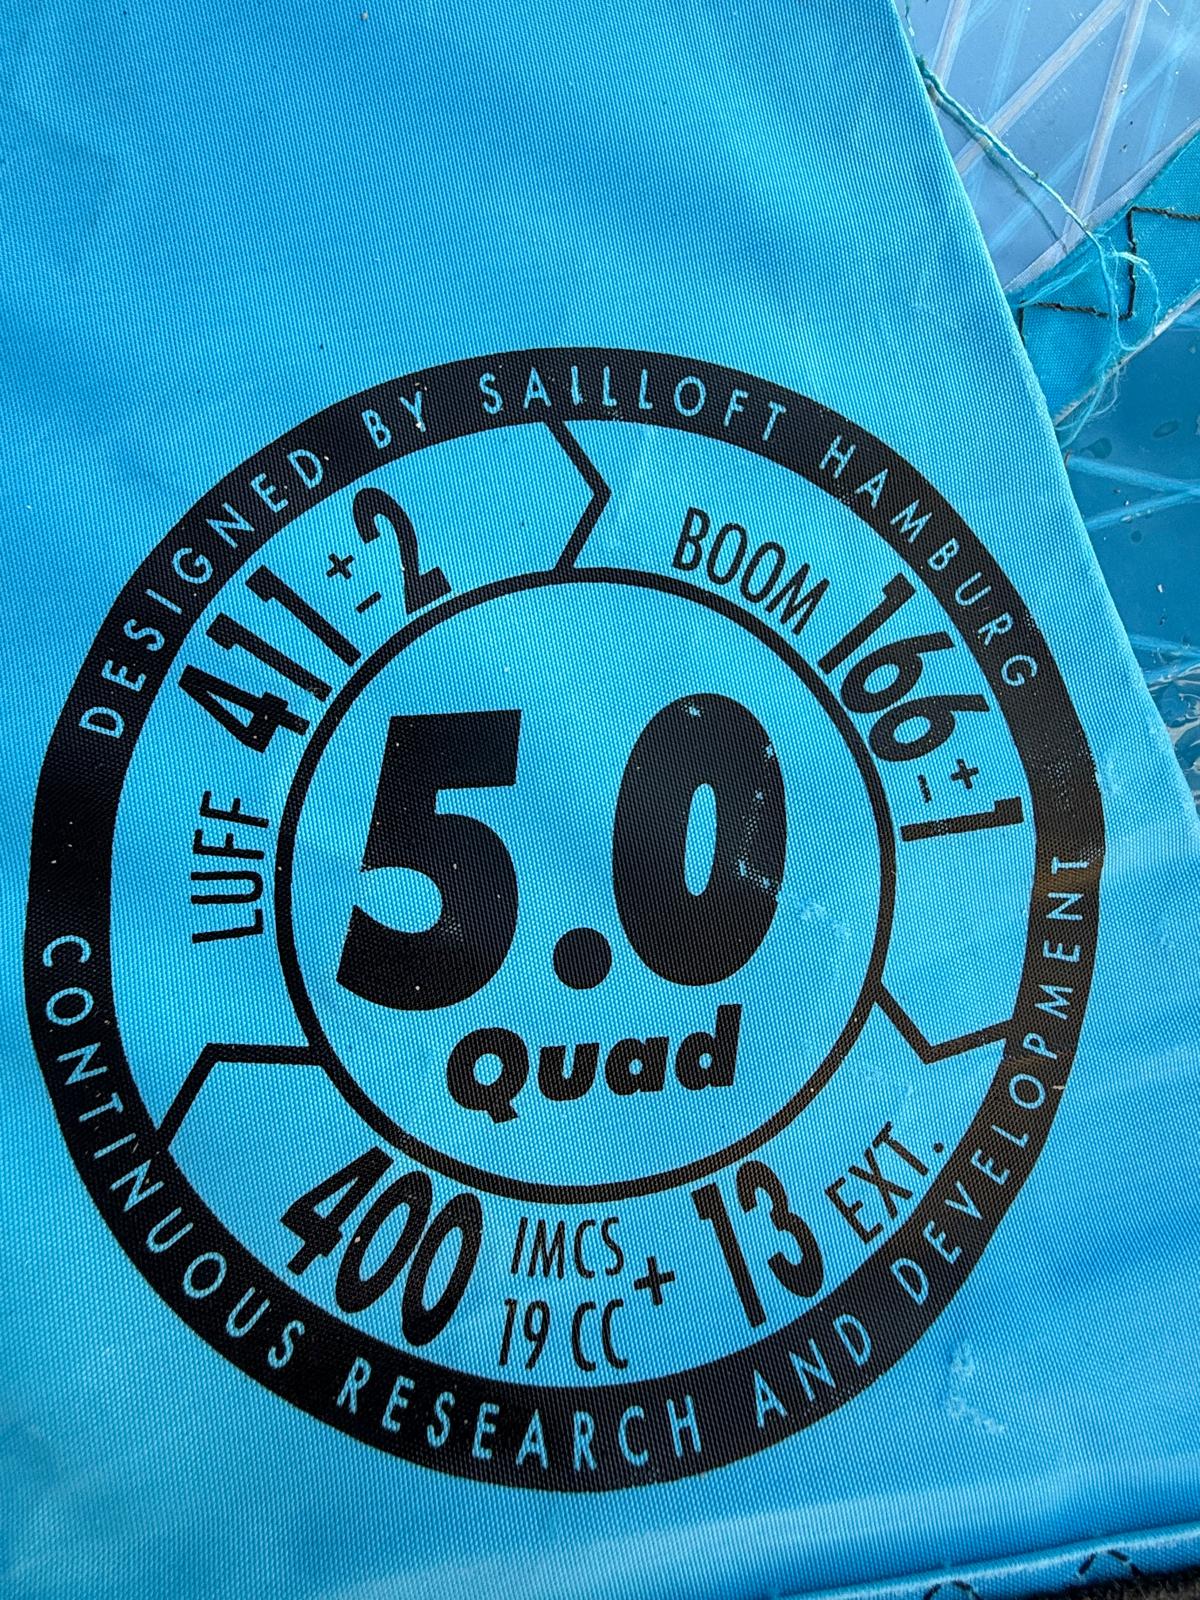 DESIGNED BY SAILLOFT HAMBURG
LUFF 411 ± 2
BOOM 166 ± 1
5.0
Quad
400 IMCS 19 CC + 13 EXT.
CONTINUOUS RESEARCH AND DEVELOPMENT